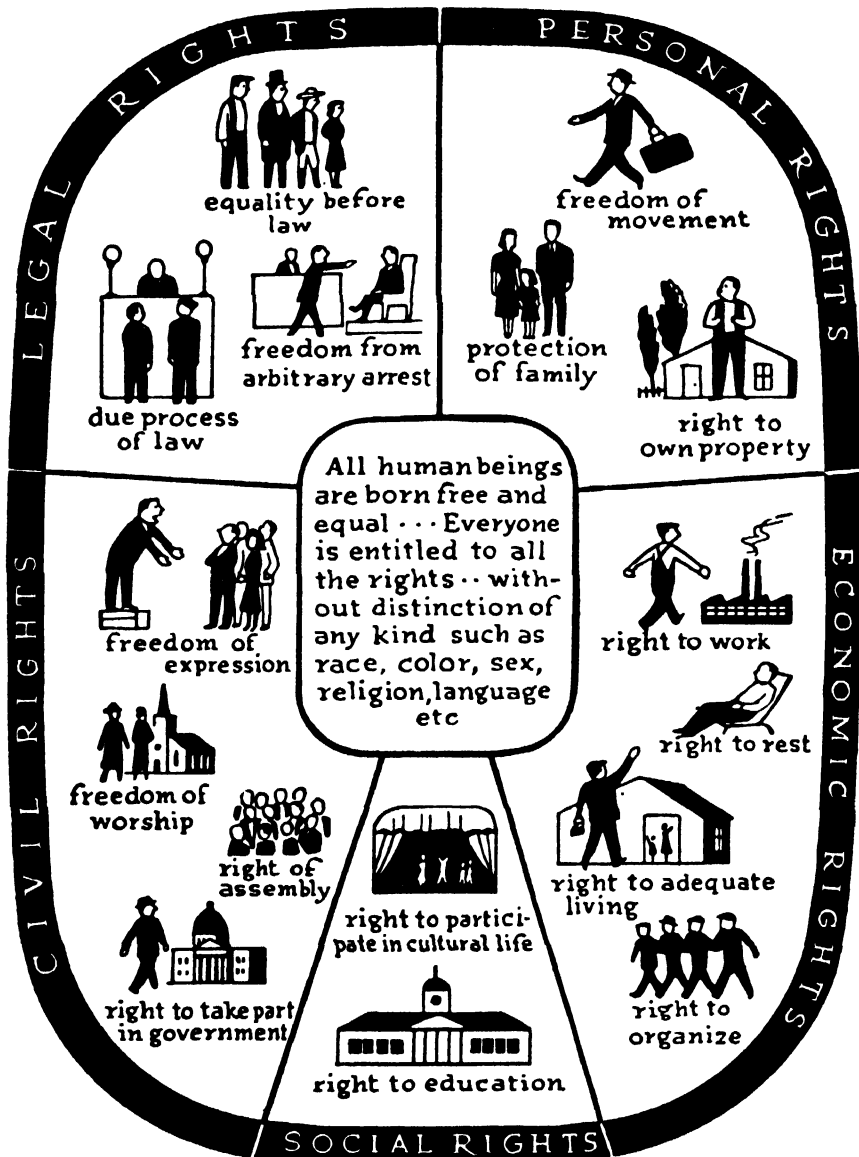 LEGAL RIGHTS
equality before
law
freedom from
arbitrary arrest
due process
of law
PERSONAL RIGHTS
freedom of
movement
protection
of family
right to
own property
All human beings
are born free and
equal ··· Everyone
is entitled to all
the rights ·· with-
out distinction of
any kind such as
race, color, sex,
religion, language
etc
CIVIL RIGHTS
freedom of
expression
freedom of
worship
right of
assembly
right to take part
in government
ECONOMIC RIGHTS
right to work
right to rest
right to adequate
living
right to
organize
right to partici-
pate in cultural life
right to education
SOCIAL RIGHTS